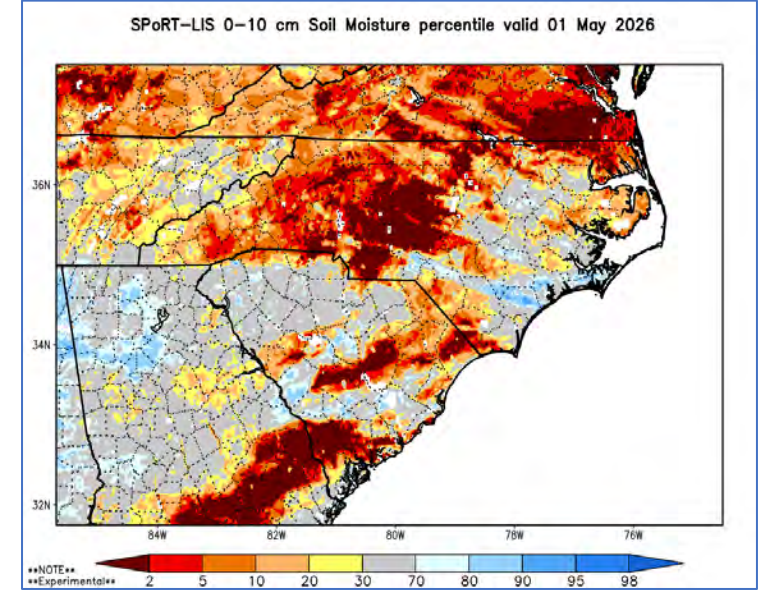 SPoRT-LIS 0-10 cm Soil Moisture percentile valid 01 May 2026
36N
34N
32N
84W 82W 80W 78W 76W
**NOTE**
**Experimental** 2 5 10 20 30 70 80 90 95 98